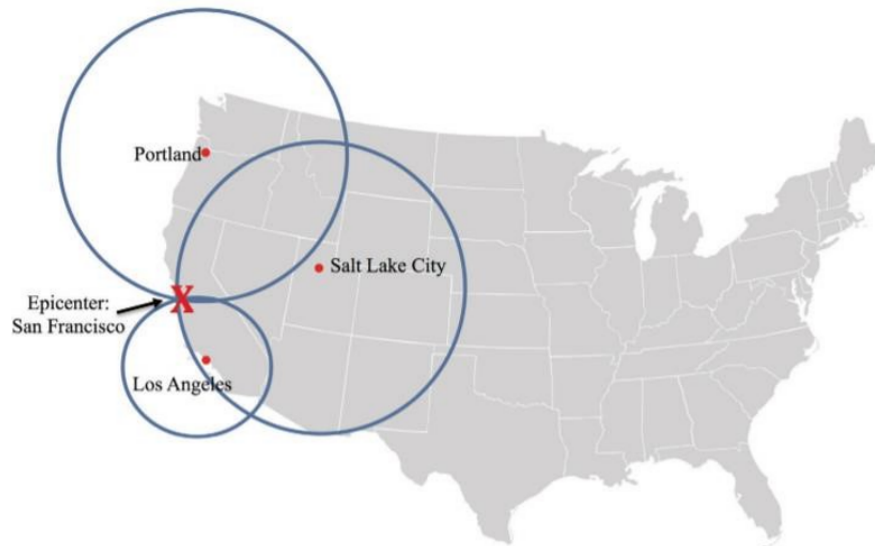 Portland
Salt Lake City
X
Epicenter:
San Francisco
Los Angeles